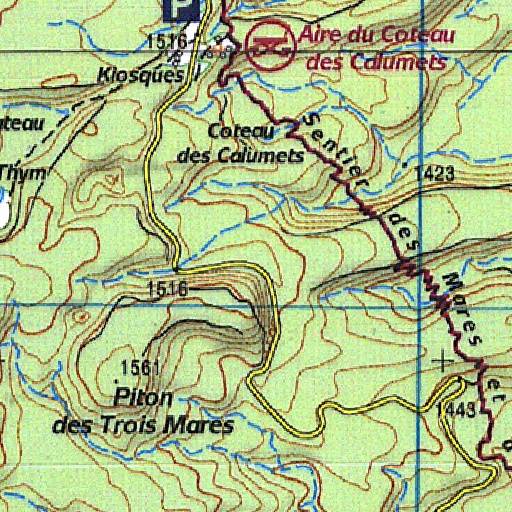 P
1516
Aire du Coteau
des Calumets
Kiosques
teau
Coteau
des Calumets
Sentier des Mares et
Thym
1423
1516
1561
Piton
des Trois Mares
1443